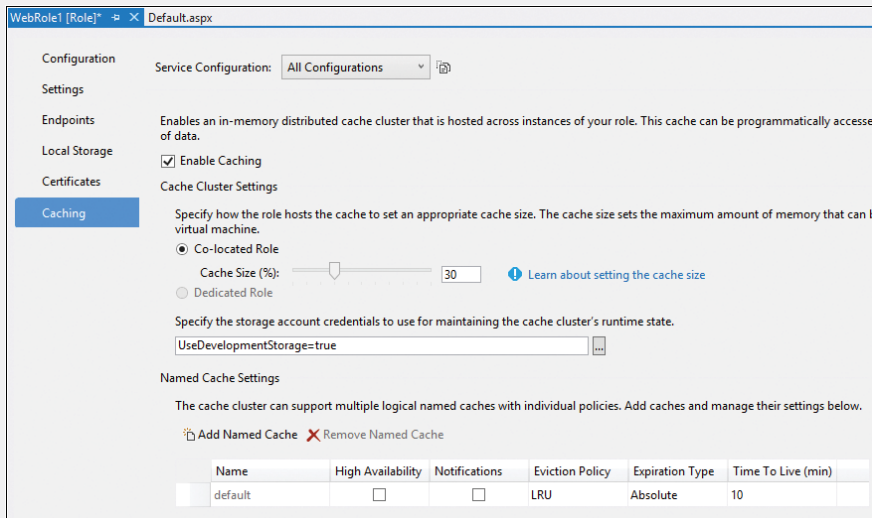 WebRole1 [Role]* Default.aspx
Configuration
Settings
Endpoints
Local Storage
Certificates
Caching
Service Configuration: All Configurations
Enables an in-memory distributed cache cluster that is hosted across instances of your role. This cache can be programmatically accesse
of data.
Enable Caching
Cache Cluster Settings
Specify how the role hosts the cache to set an appropriate cache size. The cache size sets the maximum amount of memory that can b
virtual machine.
Co-located Role
Cache Size (%): 30 Learn about setting the cache size
Dedicated Role
Specify the storage account credentials to use for maintaining the cache cluster's runtime state.
UseDevelopmentStorage=true ...
Named Cache Settings
The cache cluster can support multiple logical named caches with individual policies. Add caches and manage their settings below.
Add Named Cache Remove Named Cache
Name High Availability Notifications Eviction Policy Expiration Type Time To Live (min)
default LRU Absolute 10